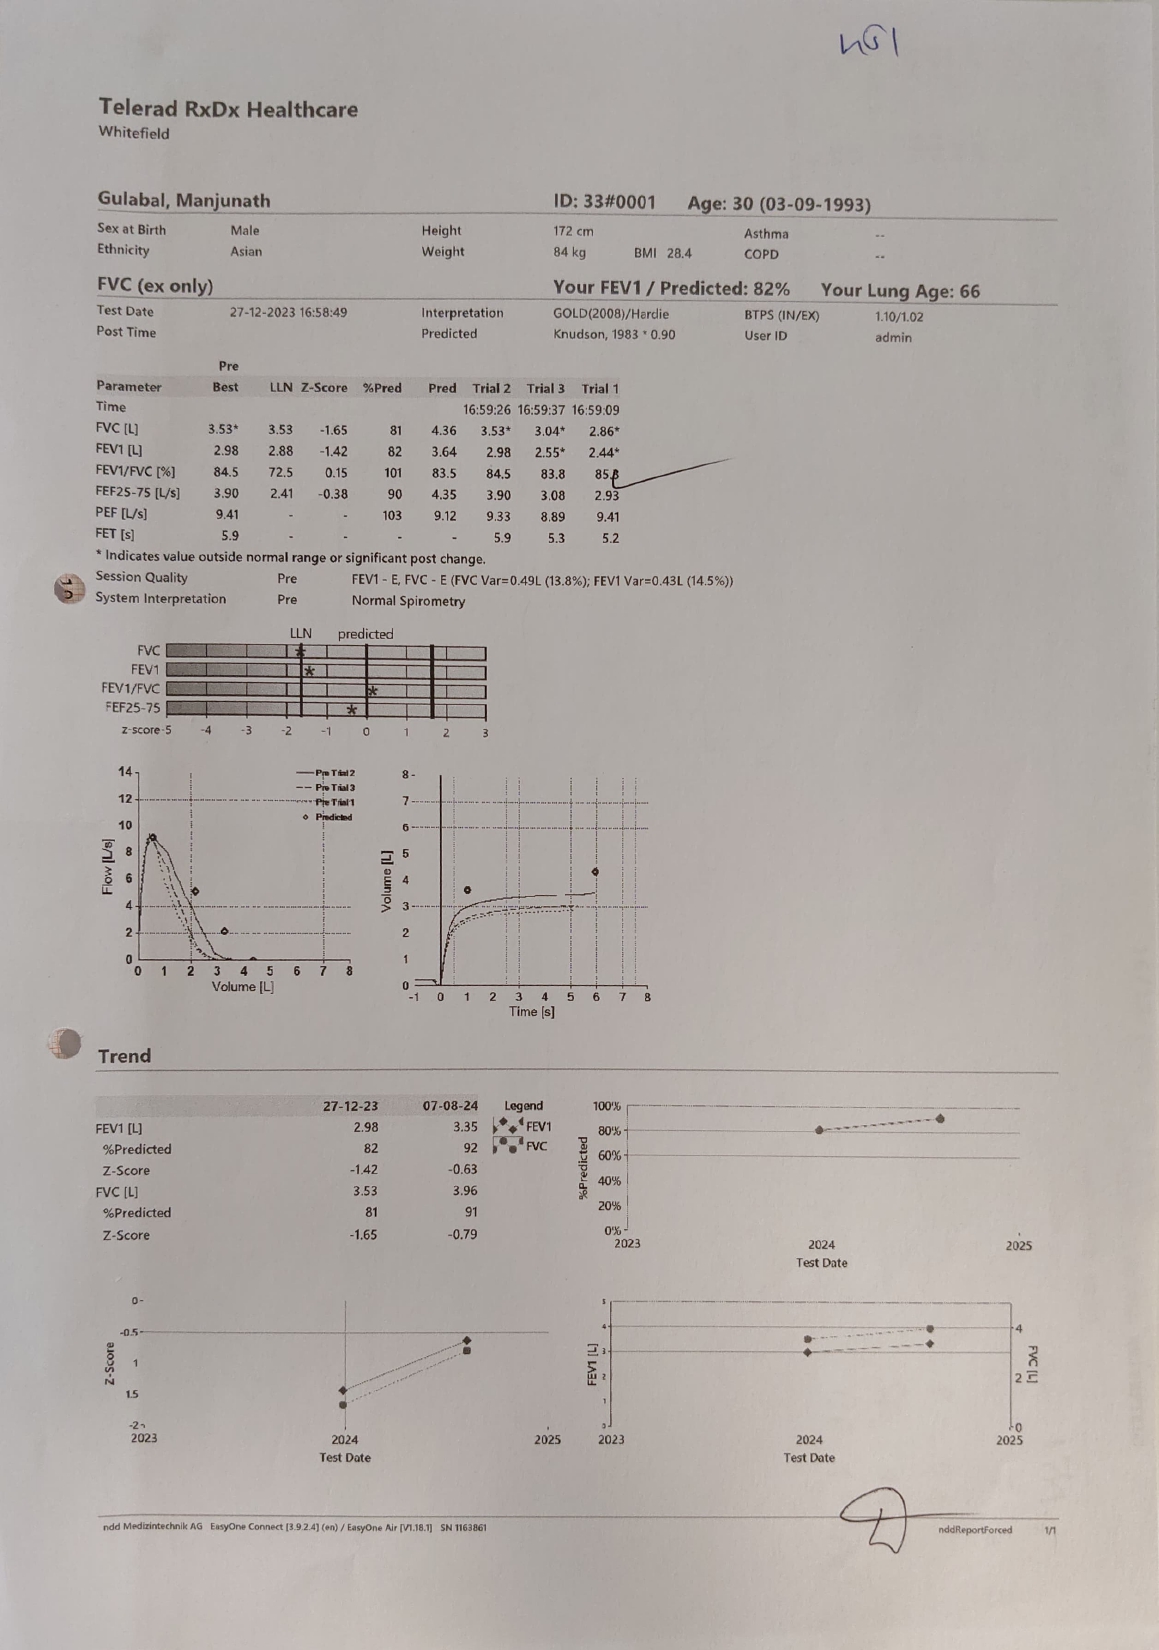 Telerad RxDx Healthcare
Whitefield
Gulabal, Manjunath ID: 33#0001 Age: 30 (03-09-1993)
Sex at Birth Male Height 172 cm Asthma --
Ethnicity Asian Weight 84 kg BMI 28.4 COPD --
FVC (ex only) Your FEV1 / Predicted: 82% Your Lung Age: 66
Test Date 27-12-2023 16:58:49 Interpretation GOLD(2008)/Hardie BTPS (IN/EX) 1.10/1.02
Post Time Predicted Knudson, 1983 * 0.90 User ID admin
Pre
Parameter Best LLN Z-Score %Pred Pred Trial 2 Trial 3 Trial 1
Time 16:59:26 16:59:37 16:59:09
FVC [L] 3.53* 3.53 -1.65 81 4.36 3.53* 3.04* 2.86*
FEV1 [L] 2.98 2.88 -1.42 82 3.64 2.98 2.55* 2.44*
FEV1/FVC [%] 84.5 72.5 0.15 101 83.5 84.5 83.8
FEF25-75 [L/s] 3.90 2.41 -0.38 90 4.35 3.90 3.08 2.93
PEF [L/s] 9.41 - - 103 9.12 9.33 8.89 9.41
FET [s] 5.9 - - - - 5.9 5.3 5.2
* Indicates value outside normal range or significant post change.
Session Quality Pre FEV1 - E, FVC - E (FVC Var=0.49L (13.8%); FEV1 Var=0.43L (14.5%))
System Interpretation Pre Normal Spirometry
LLN predicted
FVC
FEV1
FEV1/FVC
FEF25-75
z-score-5 -4 -3 -2 -1 0 1 2 3
Flow [L/s]
14
12
10
8
6
4
2
0
Pre Trial 2
Pre Trial 3
Pre Trial 1
Predicted
0 1 2 3 4 5 6 7 8
Volume [L]
Volume [L]
8
7
6
5
4
3
2
1
0
-1 0 1 2 3 4 5 6 7 8
Time [s]
Trend
27-12-23 07-08-24 Legend
FEV1 [L] 2.98 3.35 FEV1
%Predicted 82 92 FVC
Z-Score -1.42 -0.63
FVC [L] 3.53 3.96
%Predicted 81 91
Z-Score -1.65 -0.79
%Predicted
100%
80%
60%
40%
20%
0%
2023 2024 2025
Test Date
Z-Score
0
-0.5
1
1.5
-2
2023 2024 2025
Test Date
FEV1 [L]
5
4
3
2
1
4
2
0
FVC [L]
2023 2024 2025
Test Date
ndd Medizintechnik AG EasyOne Connect [3.9.2.4] (en) / EasyOne Air [V1.18.1] SN 1163861 nddReportForced 1/1